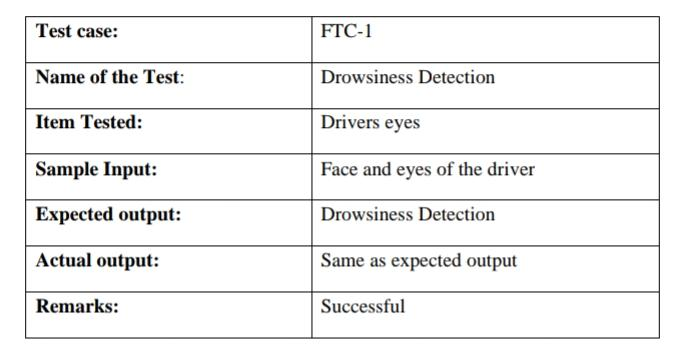 Test case: FTC-1
Name of the Test: Drowsiness Detection
Item Tested: Drivers eyes
Sample Input: Face and eyes of the driver
Expected output: Drowsiness Detection
Actual output: Same as expected output
Remarks: Successful